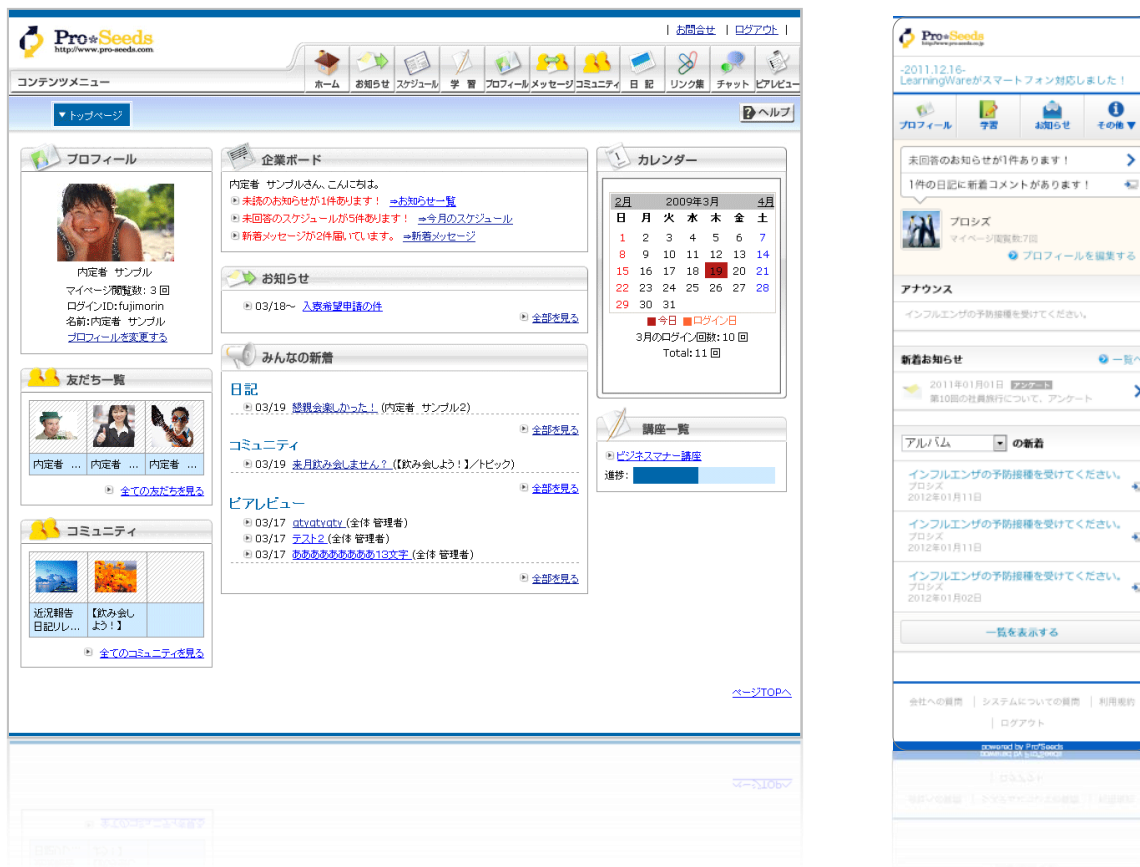 Pro*Seeds
http://www.pro-seeds.com
| お問合せ | ログアウト |
コンテンツメニュー
ホーム お知らせ スケジュール 学 習 プロフィール メッセージ コミュニティ 日 記 リンク集 チャット ピアレビュー
▼トップページ
?ヘルプ
プロフィール
内定者 サンプル
マイページ閲覧数: 3 回
ログインID:fujimorin
名前:内定者 サンプル
プロフィールを変更する
友だち一覧
内定者 ... 内定者 ... 内定者 ...
全ての友だちを見る
コミュニティ
近況報告 【飲み会し
日記リレ... よう!】
全てのコミュニティを見る
企業ボード
内定者 サンプルさん、こんにちは。
未読のお知らせが1件あります! ⇒お知らせ一覧
未回答のスケジュールが5件あります! ⇒今月のスケジュール
新着メッセージが2件届いています。 ⇒新着メッセージ
お知らせ
03/18~ 入寮希望申請の件
全部を見る
みんなの新着
日記
03/19 懇親会楽しかった! (内定者 サンプル2)
全部を見る
コミュニティ
03/19 来月飲み会しません? (【飲み会しよう!】/トピック)
全部を見る
ピアレビュー
03/17 qtyqtyqty (全体 管理者)
03/17 テスト2 (全体 管理者)
03/17 ああああああああああ13文字 (全体 管理者)
全部を見る
カレンダー
2月 2009年3月 4月
日 月 火 水 木 金 土
1 2 3 4 5 6 7
8 9 10 11 12 13 14
15 16 17 18 19 20 21
22 23 24 25 26 27 28
29 30 31
■今日 ■ログイン日
3月のログイン回数: 10 回
Total: 11 回
講座一覧
ビジネスマナー講座
進捗:
ページTOPへ
Pro*Seeds
-2011.12.16-
LearningWareがスマートフォン対応しました!
プロフィール 学習 お知らせ その他 ▼
未回答のお知らせが1件あります!
1件の日記に新着コメントがあります!
プロシズ
マイページ閲覧数:7回
プロフィールを編集する
アナウンス
インフルエンザの予防接種を受けてください。
新着お知らせ
一覧へ
2011年01月01日 アンケート
第10回の社員旅行について、アンケート
アルバム の新着
インフルエンザの予防接種を受けてください。
プロシズ
2012年01月11日
インフルエンザの予防接種を受けてください。
プロシズ
2012年01月11日
インフルエンザの予防接種を受けてください。
プロシズ
2012年01月02日
一覧を表示する
会社への質問 | システムについての質問 | 利用規約
| ログアウト
powered by Pro*Seeds